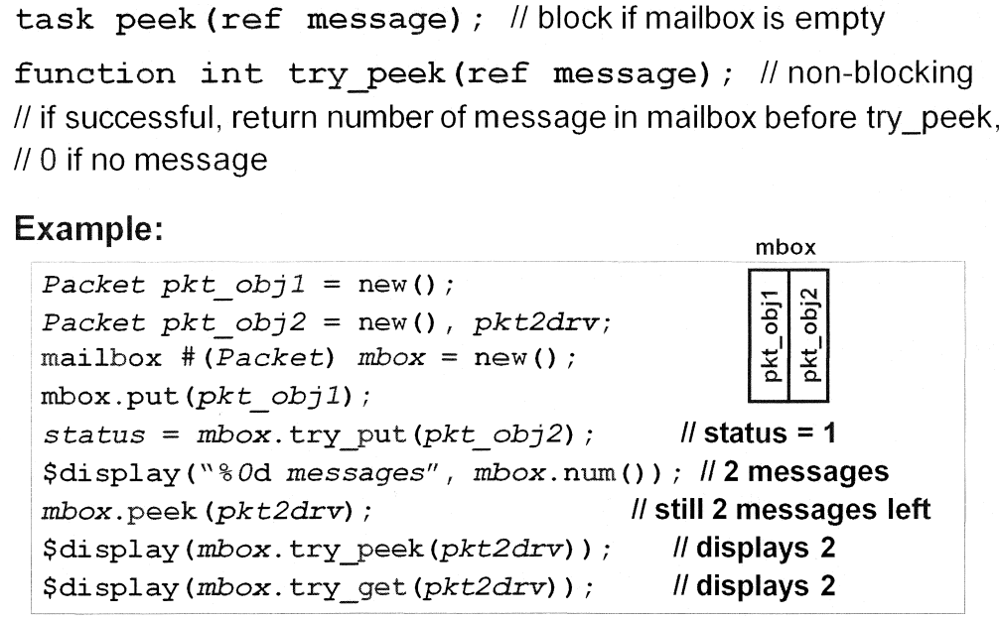 task peek(ref message); // block if mailbox is empty
function int try_peek(ref message); // non-blocking
// if successful, return number of message in mailbox before try_peek,
// 0 if no message
Example:
mbox
Packet pkt_obj1 = new();
Packet pkt_obj2 = new(), pkt2drv;
mailbox #(Packet) mbox = new();
mbox.put(pkt_obj1);
pkt_obj1
pkt_obj2
status = mbox.try_put(pkt_obj2); // status = 1
$display("%0d messages", mbox.num()); // 2 messages
mbox.peek(pkt2drv); // still 2 messages left
$display(mbox.try_peek(pkt2drv)); // displays 2
$display(mbox.try_get(pkt2drv)); // displays 2